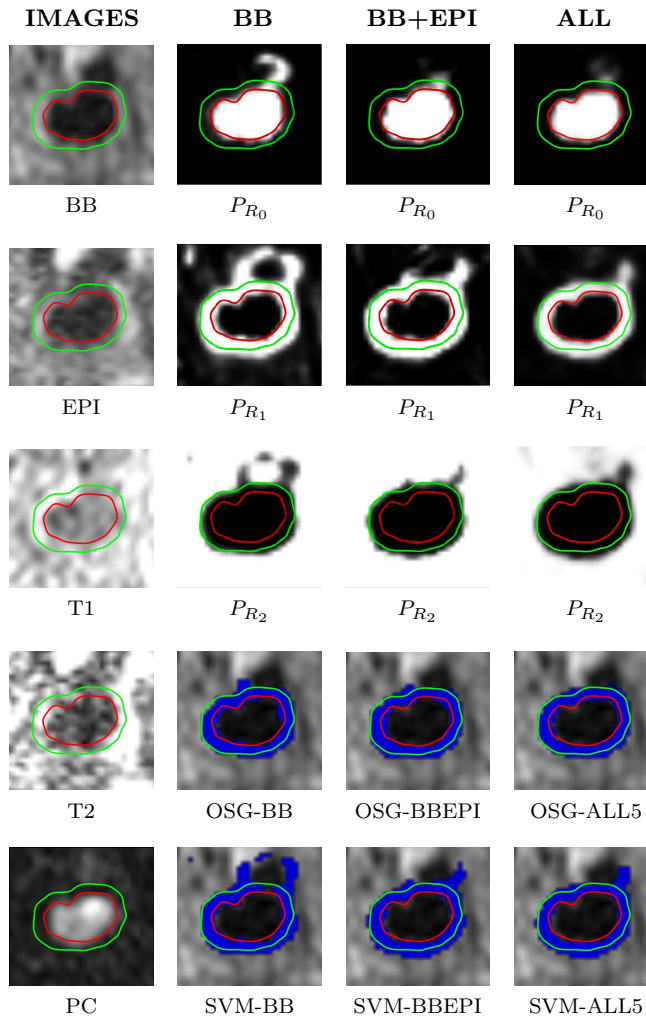 IMAGES BB BB+EPI ALL
BB P_{R_0} P_{R_0} P_{R_0}
EPI P_{R_1} P_{R_1} P_{R_1}
T1 P_{R_2} P_{R_2} P_{R_2}
T2 OSG-BB OSG-BBEPI OSG-ALL5
PC SVM-BB SVM-BBEPI SVM-ALL5